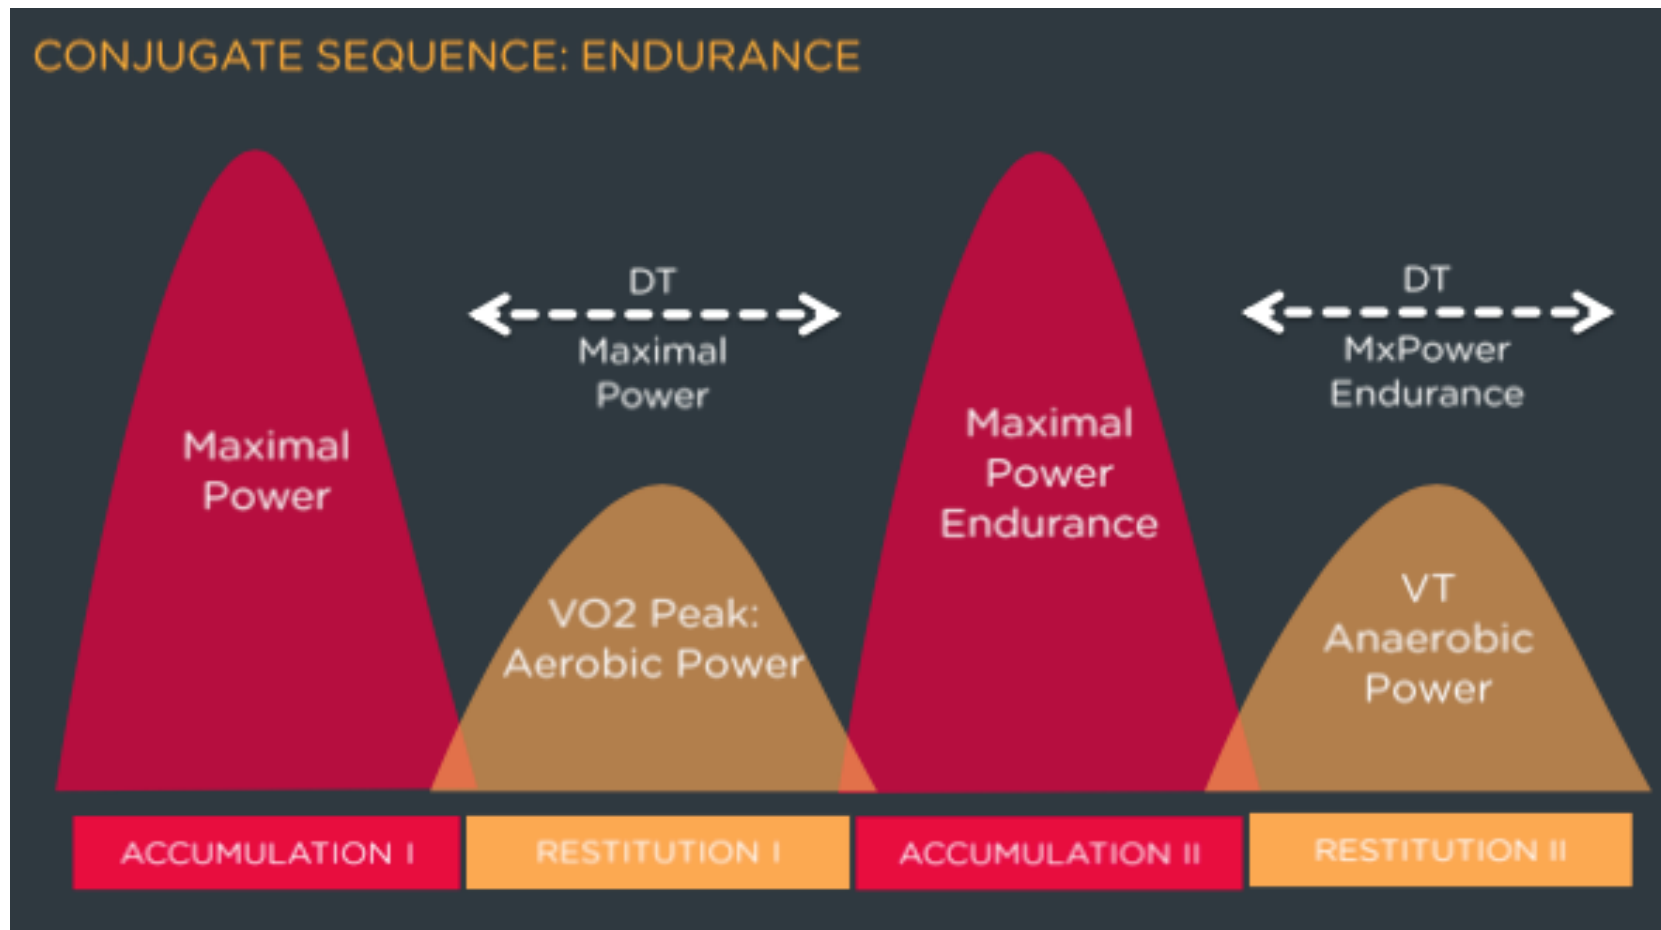 CONJUGATE SEQUENCE: ENDURANCE
Maximal
Power
DT
Maximal
Power
VO2 Peak:
Aerobic Power
Maximal
Power
Endurance
DT
MxPower
Endurance
VT
Anaerobic
Power
ACCUMULATION I
RESTITUTION I
ACCUMULATION II
RESTITUTION II